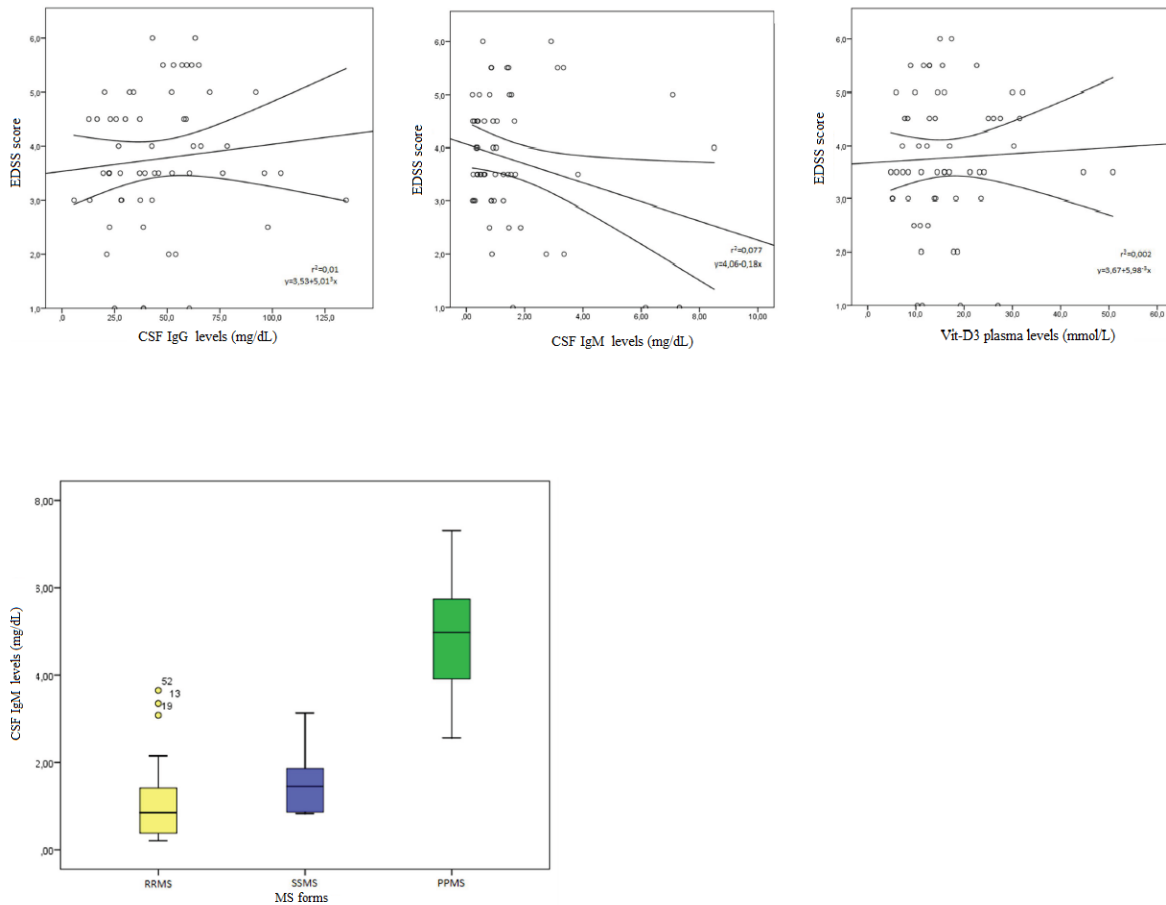 6,0
5,0
4,0
3,0
2,0
1,0
EDSS score
r²=0,01
y=3,53+5,01³x
,0 25,0 50,0 75,0 100,0 125,0
CSF IgG levels (mg/dL)
6,0
5,0
4,0
3,0
2,0
1,0
EDSS score
r²=0,077
y=4,06-0,18x
,00 2,00 4,00 6,00 8,00 10,00
CSF IgM levels (mg/dL)
6,0
5,0
4,0
3,0
2,0
1,0
EDSS score
=0,002
y=3,67+5,98⁻³x
,0 10,0 20,0 30,0 40,0 50,0 60,0
Vit-D3 plasma levels (mmol/L)
8,00
6,00
4,00
2,00
,00
CSF IgM levels (mg/dL)
52
13
19
RRMS SSMS PPMS
MS forms